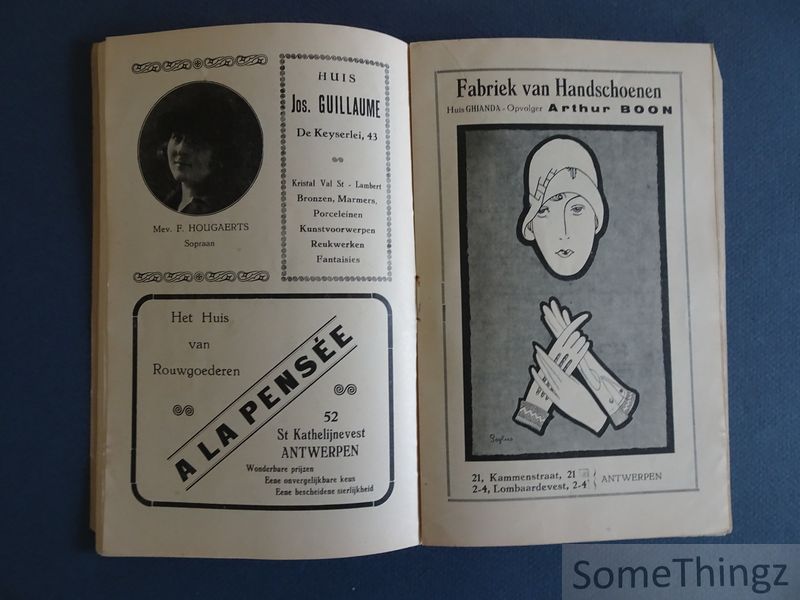 Mev. F. HOUGAERTS
Sopraan
HUIS
Jos. GUILLAUME
De Keyserlei, 43
Kristal Val St - Lambert
Bronzen, Marmers,
Porceleinen
Kunstvoorwerpen
Reukwerken
Fantaisies
Het Huis
van
Rouwgoederen
A LA PENSÉE
52
St Kathelijnevest
ANTWERPEN
Wonderbare prijzen
Eene onvergelijkbare keus
Eene bescheidene sierlijkheid
Fabriek van Handschoenen
Huis GHIANDA - Opvolger Arthur BOON
21, Kammenstraat, 21
2-4, Lombaardevest, 2-4
ANTWERPEN
SomeThingz